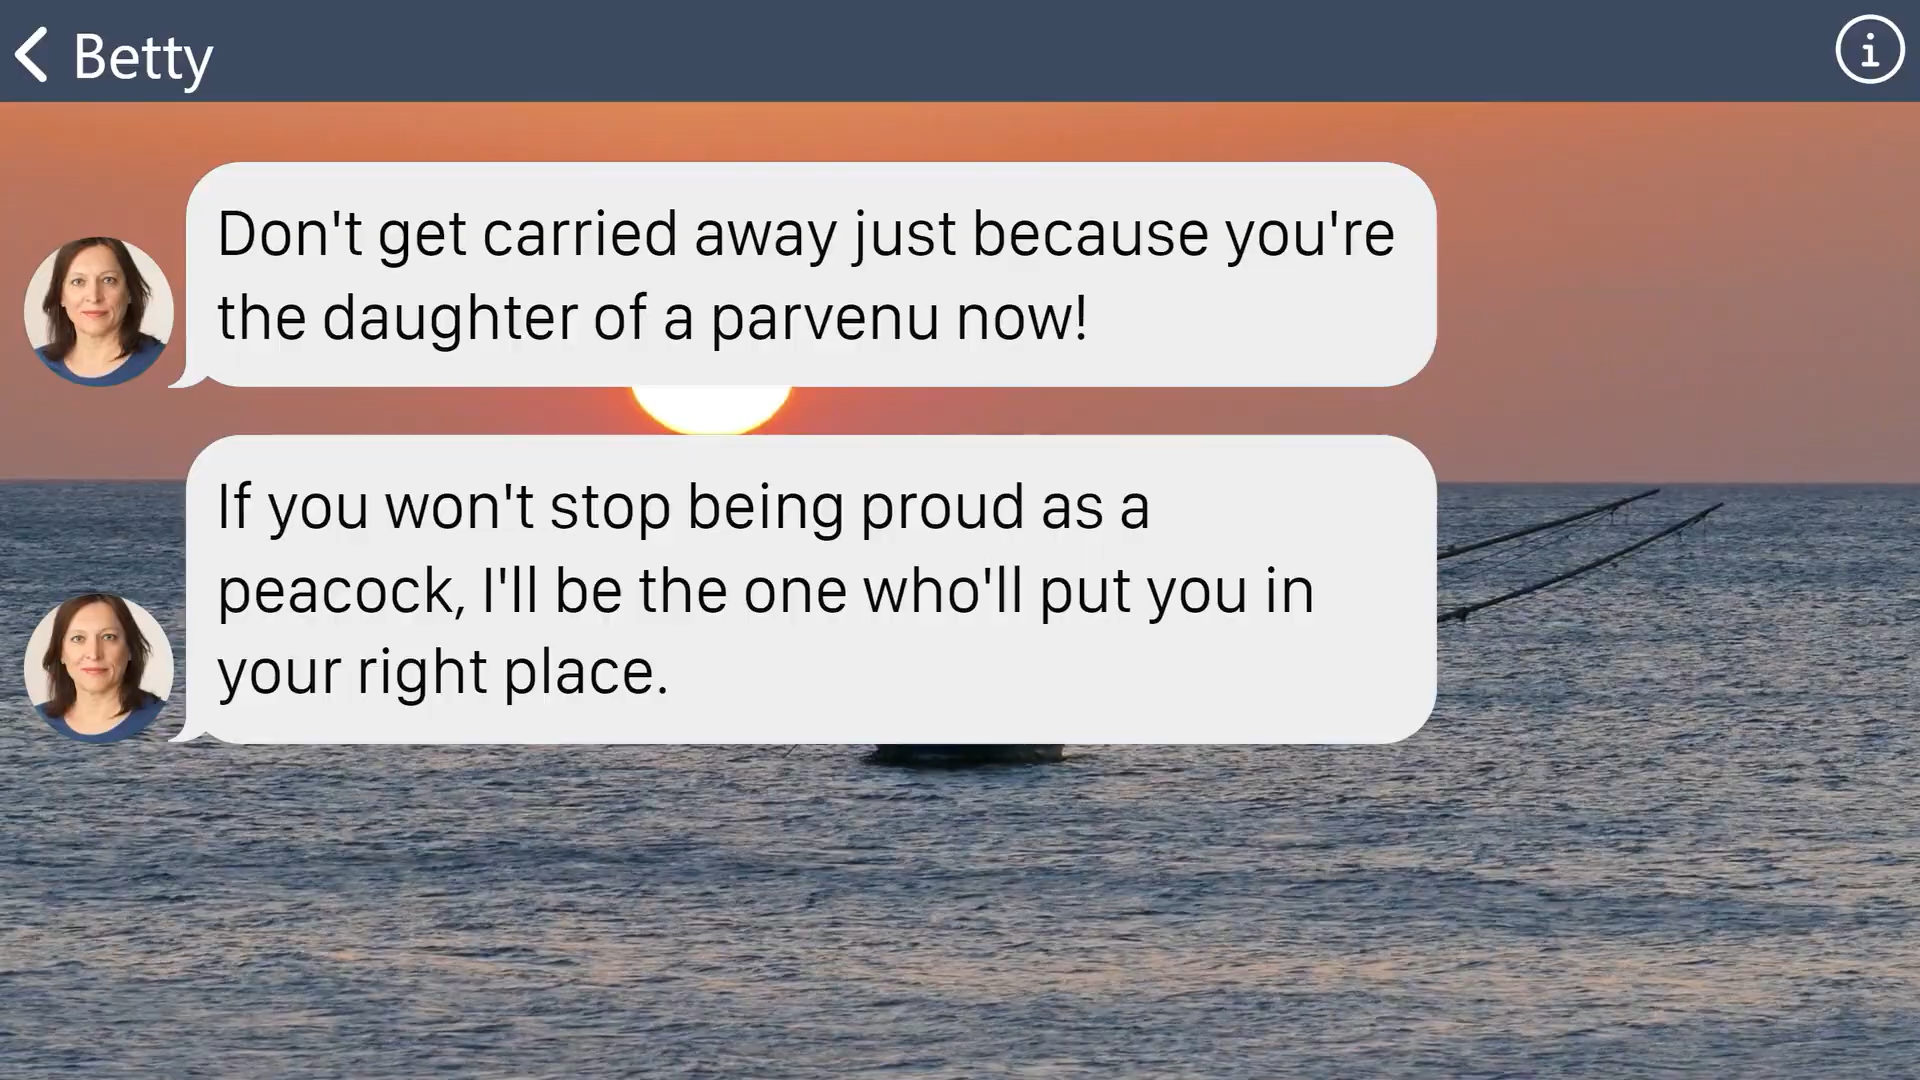 Betty
Don't get carried away just because you're
the daughter of a parvenu now!
If you won't stop being proud as a
peacock, I'll be the one who'll put you in
your right place.